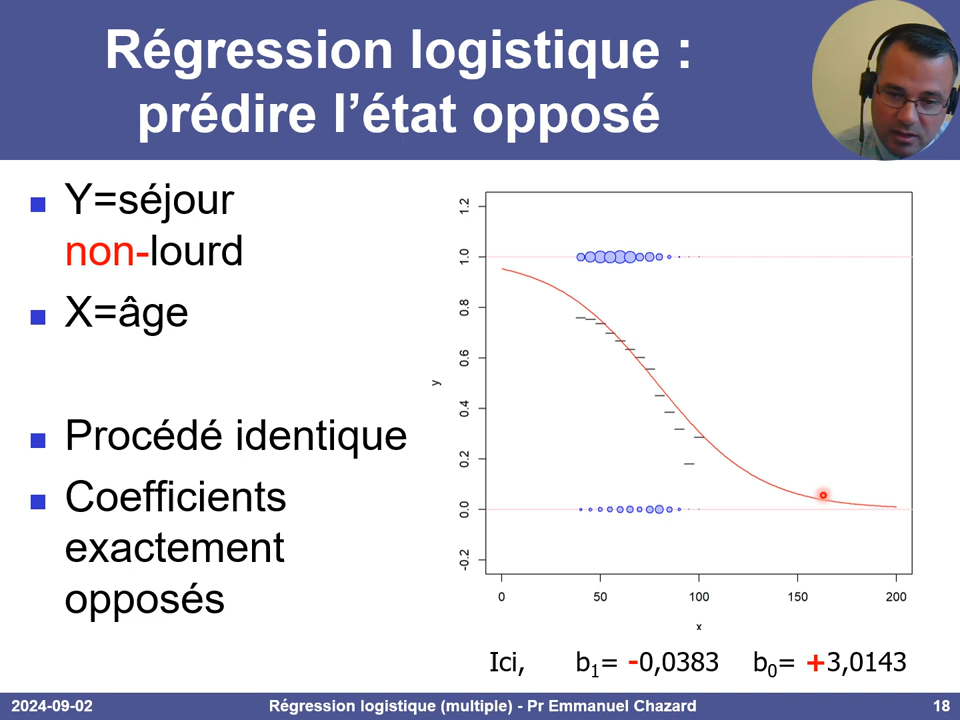 Régression logistique :
prédire l’état opposé
Y=séjour
non-lourd
X=âge
Procédé identique
Coefficients
exactement
opposés
1.2
1.0
0.8
0.6
y
0.4
0.2
0.0
-0.2
0 50 100 150 200
x
Ici, b1= -0,0383 b0= +3,0143
2024-09-02 Régression logistique (multiple) - Pr Emmanuel Chazard 18